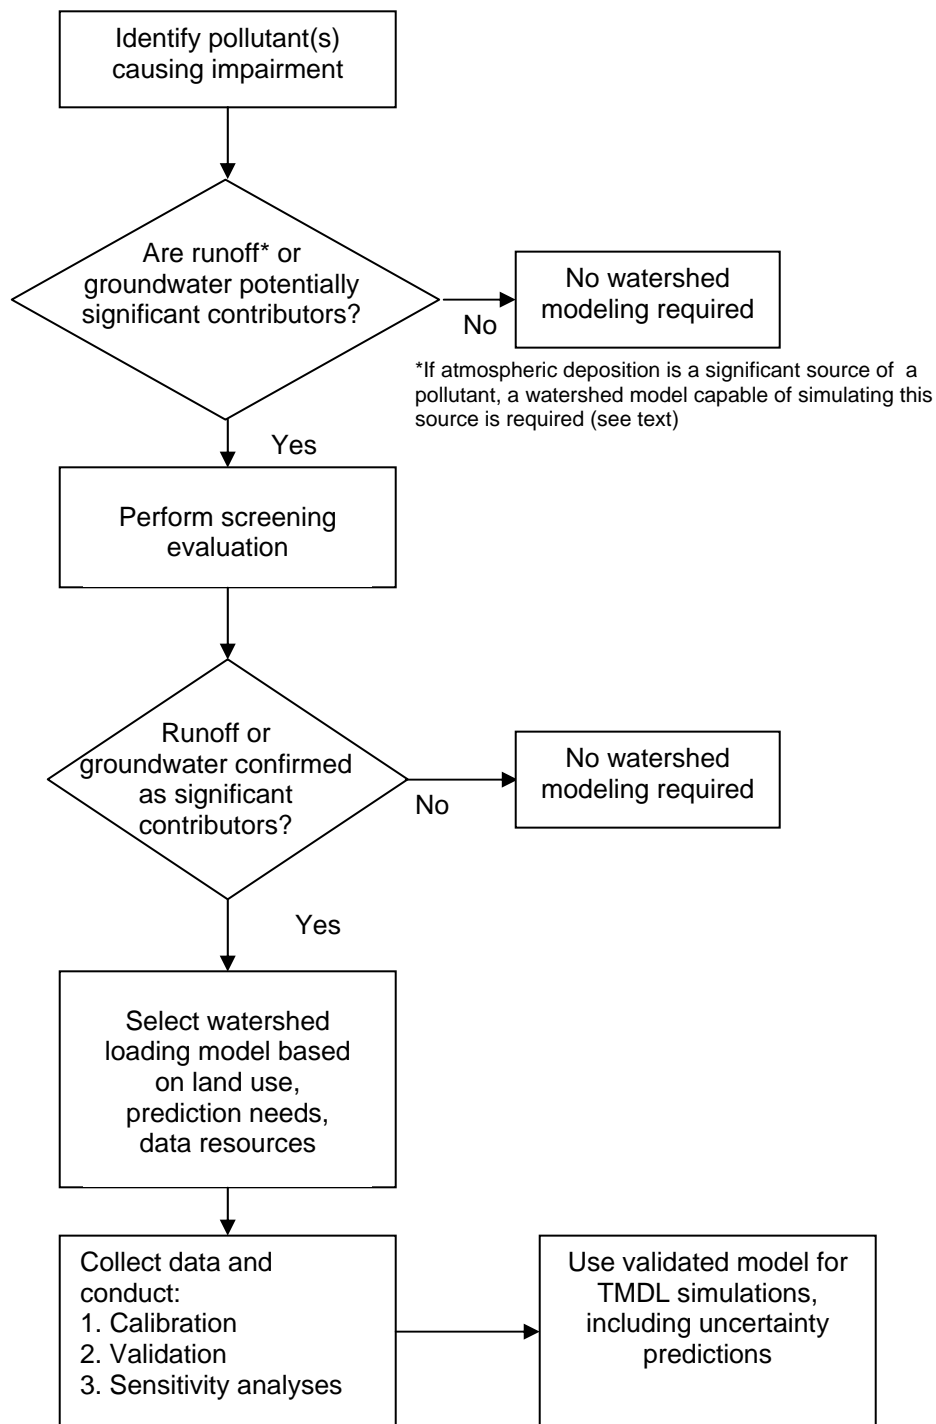 Identify pollutant(s)
causing impairment
Are runoff* or
groundwater potentially
significant contributors?
No
No watershed
modeling required
*If atmospheric deposition is a significant source of a
pollutant, a watershed model capable of simulating this
source is required (see text)
Yes
Perform screening
evaluation
Runoff or
groundwater confirmed
as significant
contributors?
No
No watershed
modeling required
Yes
Select watershed
loading model based
on land use,
prediction needs,
data resources
Collect data and
conduct:
1. Calibration
2. Validation
3. Sensitivity analyses
Use validated model for
TMDL simulations,
including uncertainty
predictions